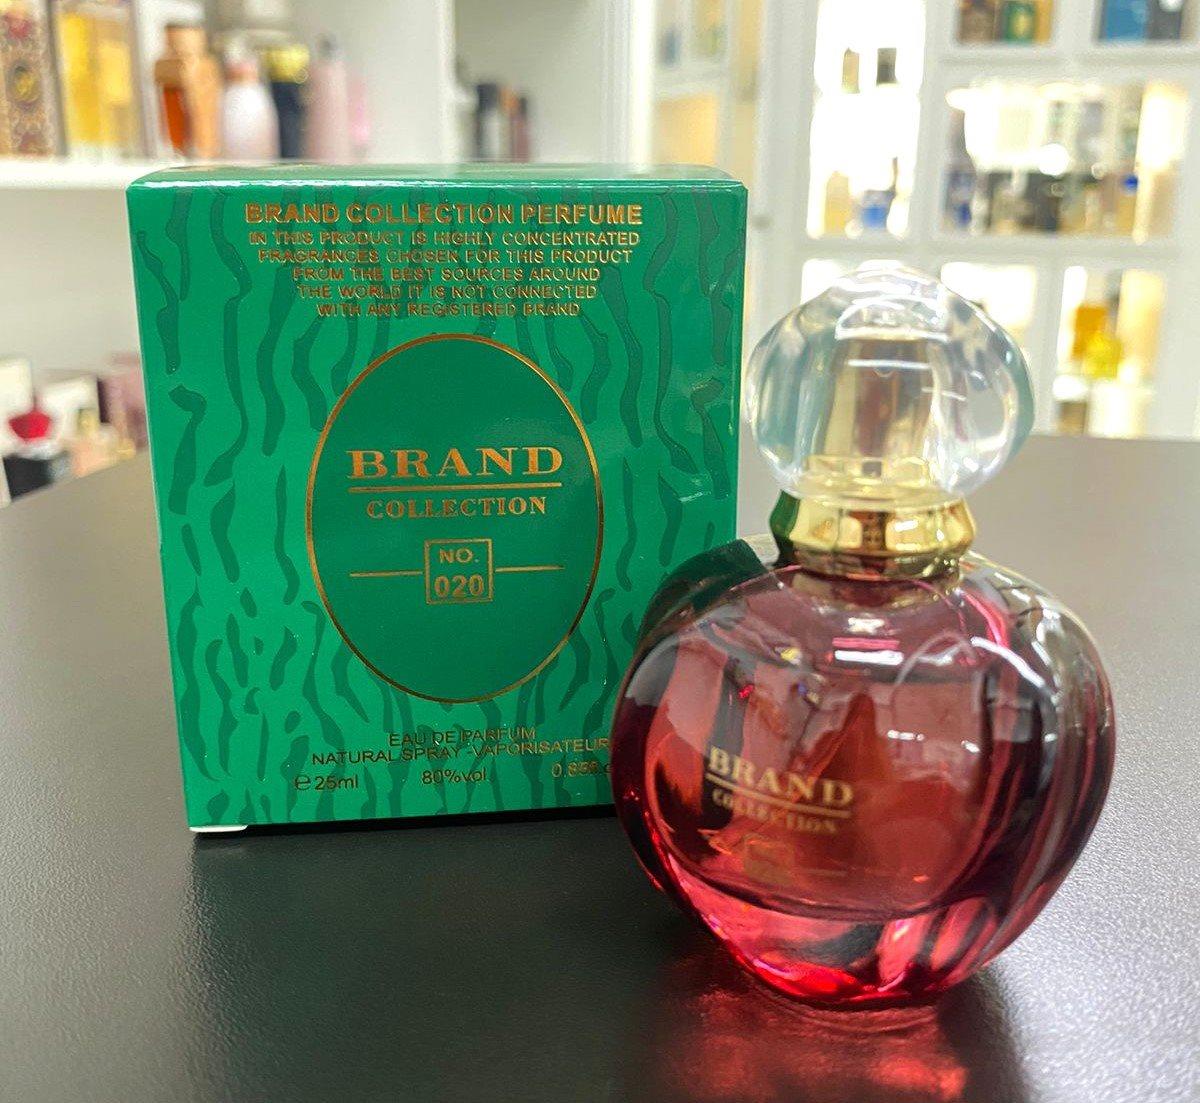 BRAND COLLECTION PERFUME
IN THIS PRODUCT IS HIGHLY CONCENTRATED
FRAGRANCES CHOSEN FOR THIS PRODUCT
FROM THE BEST SOURCES AROUND
THE WORLD IT IS NOT CONNECTED
WITH ANY REGISTERED BRAND
BRAND
COLLECTION
NO.
020
EAU DE PARFUM
NATURAL SPRAY -VAPORISATEUR
℮25ml 80%vol
BRAND
COLLECTION